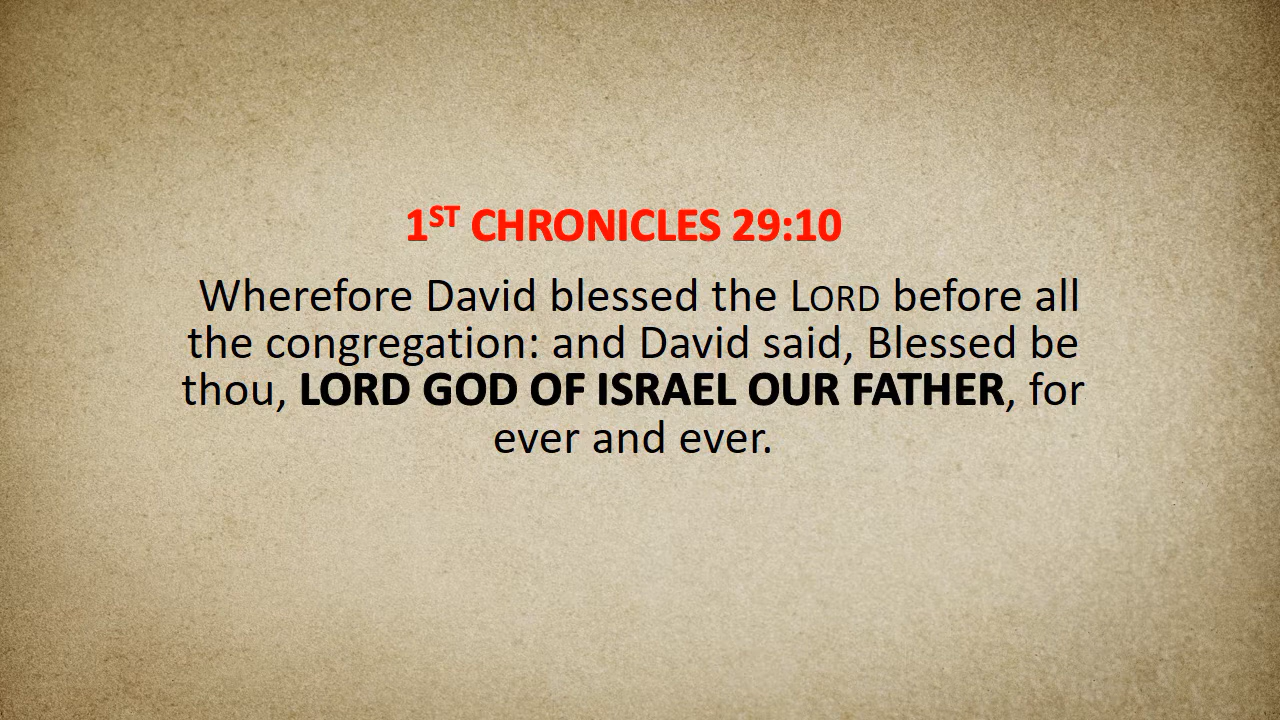 1ST CHRONICLES 29:10
Wherefore David blessed the LORD before all
the congregation: and David said, Blessed be
thou, LORD GOD OF ISRAEL OUR FATHER, for
ever and ever.